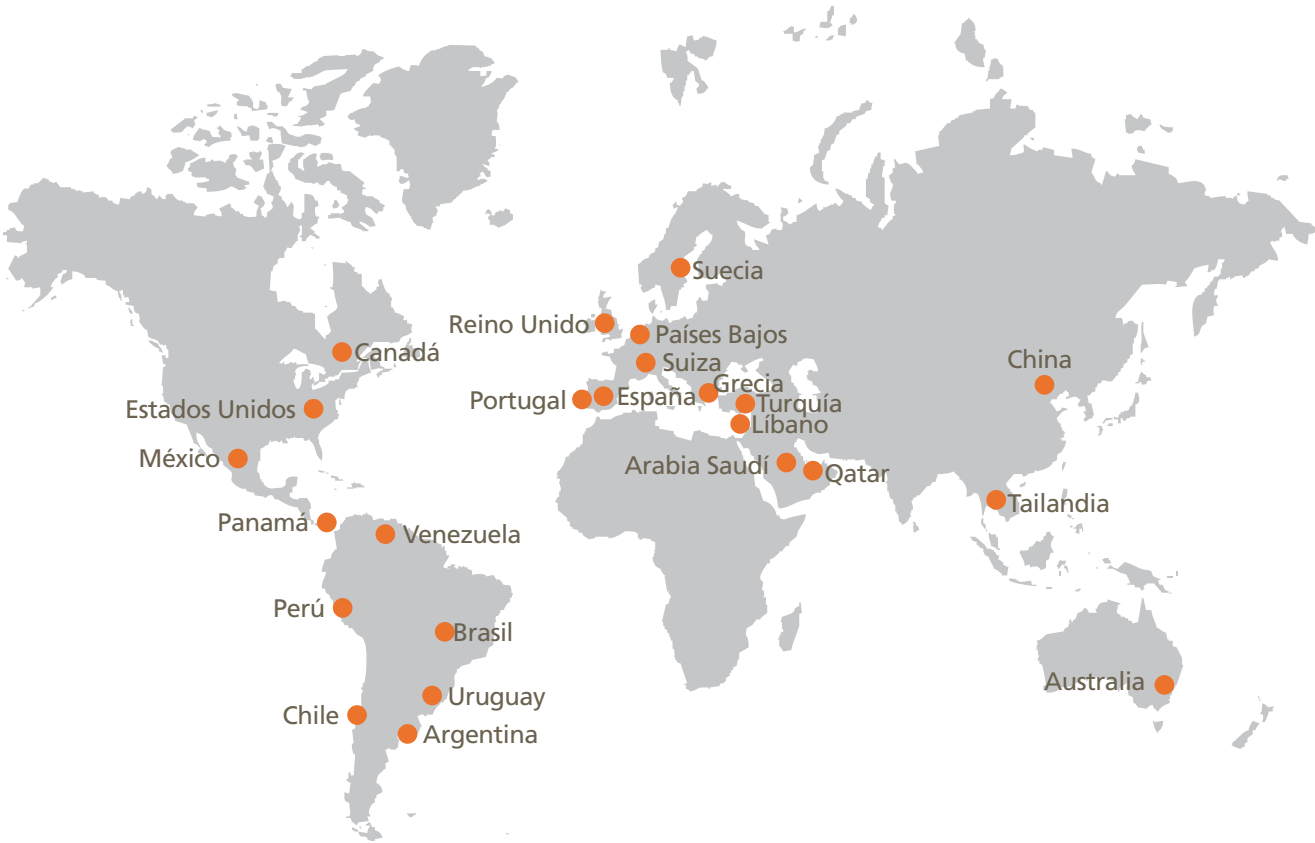 Suecia
Reino Unido
Países Bajos
Canadá
Suiza
China
Grecia
Portugal
España
Turquía
Estados Unidos
Líbano
México
Arabia Saudí
Qatar
Tailandia
Panamá
Venezuela
Perú
Brasil
Australia
Uruguay
Chile
Argentina